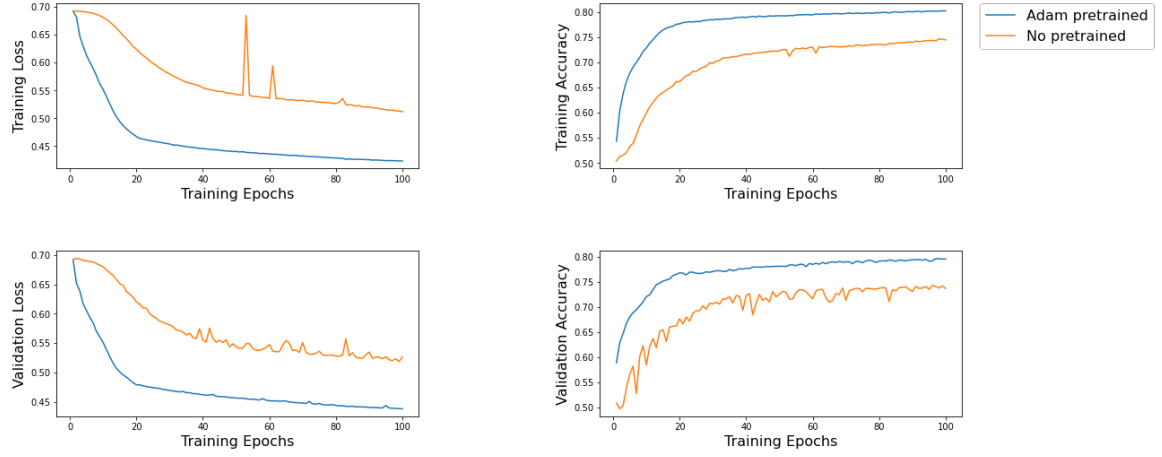 0.70
0.65
0.60
0.55
0.50
0.45
Training Loss
0 20 40 60 80 100
Training Epochs
0.80
0.75
0.70
0.65
0.60
0.55
0.50
Training Accuracy
0 20 40 60 80 100
Training Epochs
Adam pretrained
No pretrained
0.70
0.65
0.60
0.55
0.50
0.45
Validation Loss
0 20 40 60 80 100
Training Epochs
0.80
0.75
0.70
0.65
0.60
0.55
0.50
Validation Accuracy
0 20 40 60 80 100
Training Epochs